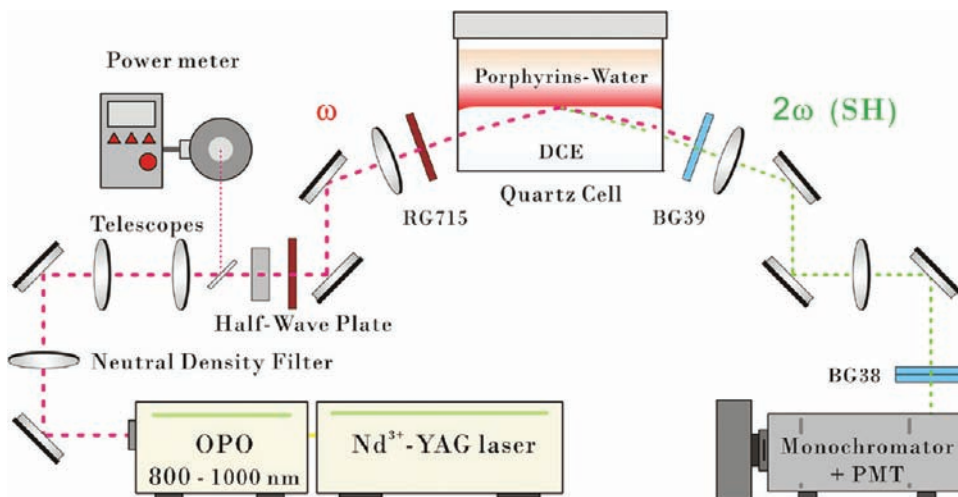 Power meter
Porphyrins-Water
ω
2ω (SH)
DCE
Quartz Cell
RG715
BG39
Telescopes
Half-Wave Plate
Neutral Density Filter
BG38
OPO
800 - 1000 nm
Nd³⁺-YAG laser
Monochromator
+ PMT